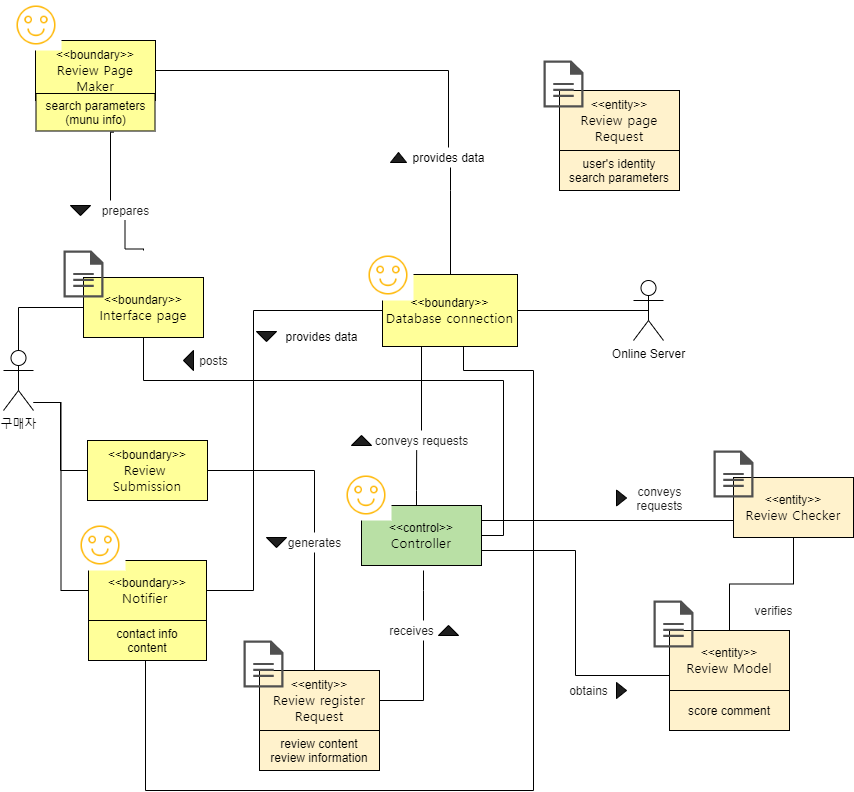 <<boundary>>
Review Page
Maker
search parameters
(munu info)
<<entity>>
Review page
Request
user's identity
search parameters
provides data
prepares
<<boundary>>
Interface page
<<boundary>>
Database connection
provides data
Online Server
posts
구매자
conveys requests
<<boundary>>
Review
Submission
conveys
requests
<<entity>>
Review Checker
<<control>>
Controller
generates
<<boundary>>
Notifier
contact info
content
receives
verifies
<<entity>>
Review Model
score comment
obtains
<<entity>>
Review register
Request
review content
review information